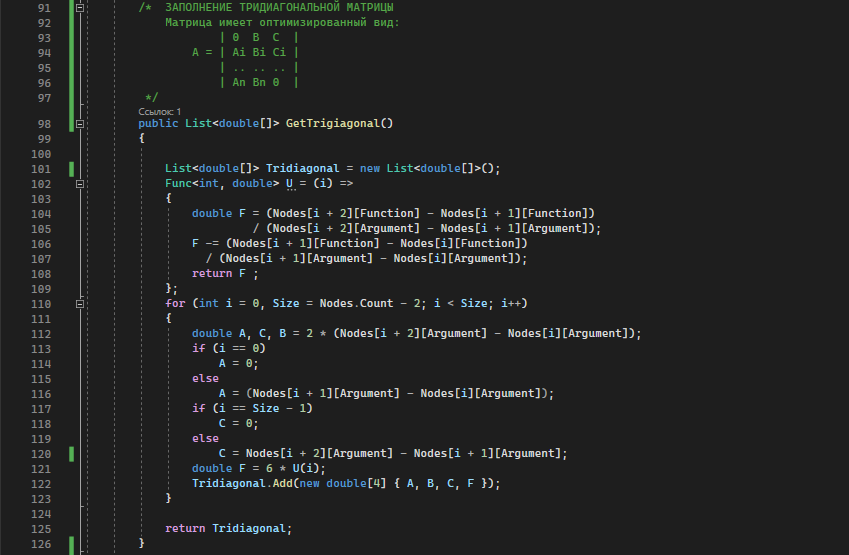 91 /* ЗАПОЛНЕНИЕ ТРИДИАГОНАЛЬНОЙ МАТРИЦЫ
92 Матрица имеет оптимизированный вид:
93 | 0 B C |
94 A = | Ai Bi Ci |
95 | .. .. .. |
96 | An Bn 0 |
97 */
Ссылок: 1
98 public List<double[]> GetTrigiagonal()
99 {
100
101 List<double[]> Tridiagonal = new List<double[]>();
102 Func<int, double> U = (i) =>
103 {
104 double F = (Nodes[i + 2][Function] - Nodes[i + 1][Function])
105 / (Nodes[i + 2][Argument] - Nodes[i + 1][Argument]);
106 F -= (Nodes[i + 1][Function] - Nodes[i][Function])
107 / (Nodes[i + 1][Argument] - Nodes[i][Argument]);
108 return F ;
109 };
110 for (int i = 0, Size = Nodes.Count - 2; i < Size; i++)
111 {
112 double A, C, B = 2 * (Nodes[i + 2][Argument] - Nodes[i][Argument]);
113 if (i == 0)
114 A = 0;
115 else
116 A = (Nodes[i + 1][Argument] - Nodes[i][Argument]);
117 if (i == Size - 1)
118 C = 0;
119 else
120 C = Nodes[i + 2][Argument] - Nodes[i + 1][Argument];
121 double F = 6 * U(i);
122 Tridiagonal.Add(new double[4] { A, B, C, F });
123 }
124
125 return Tridiagonal;
126 }